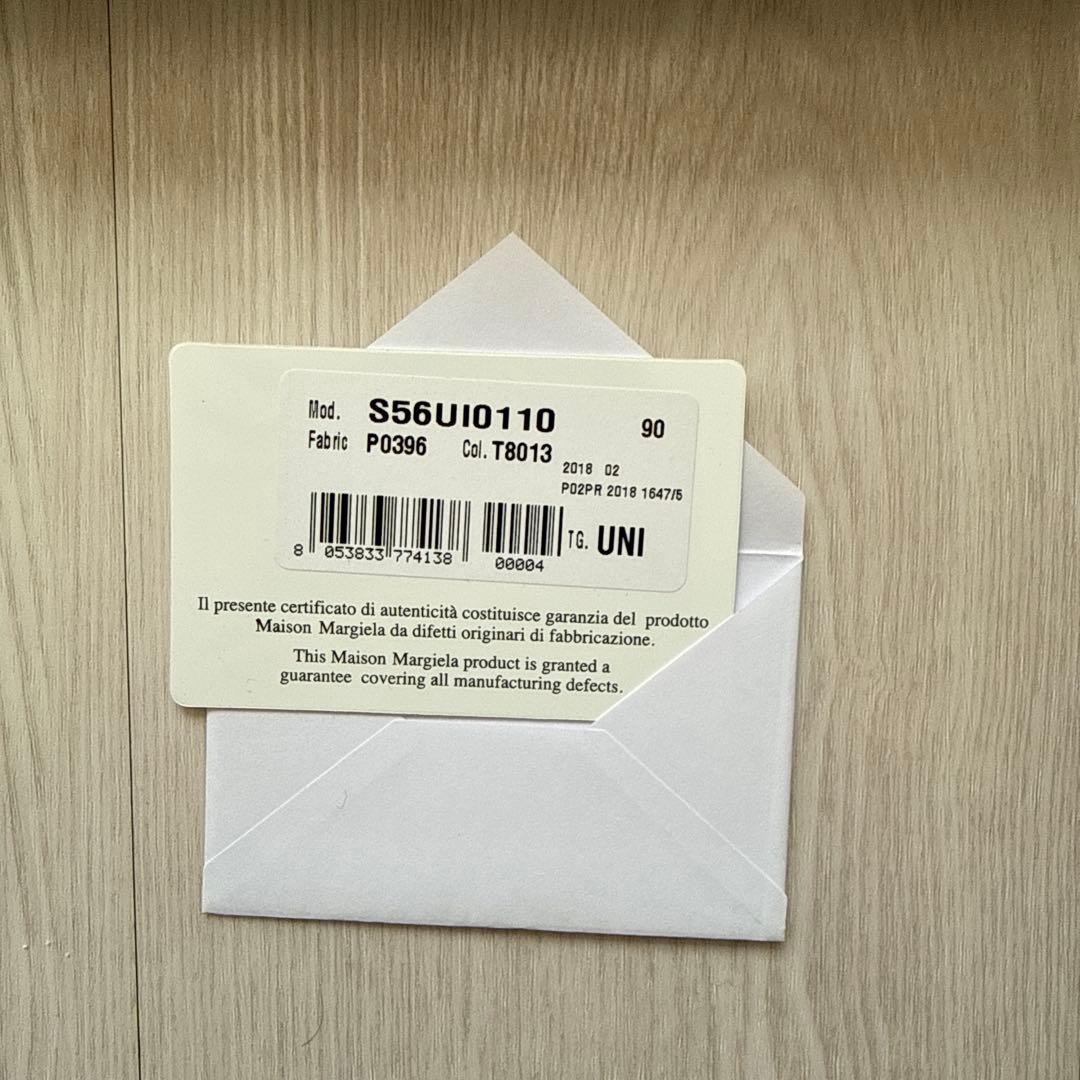 Mod. S56UI0110 90
Fabric P0396 Col. T8013
2018 02
P02PR 2018 1647/5
TG. UNI
8 053833 774138 00004
Il presente certificato di autenticità costituisce garanzia del prodotto
Maison Margiela da difetti originari di fabbricazione.
This Maison Margiela product is granted a
guarantee covering all manufacturing defects.